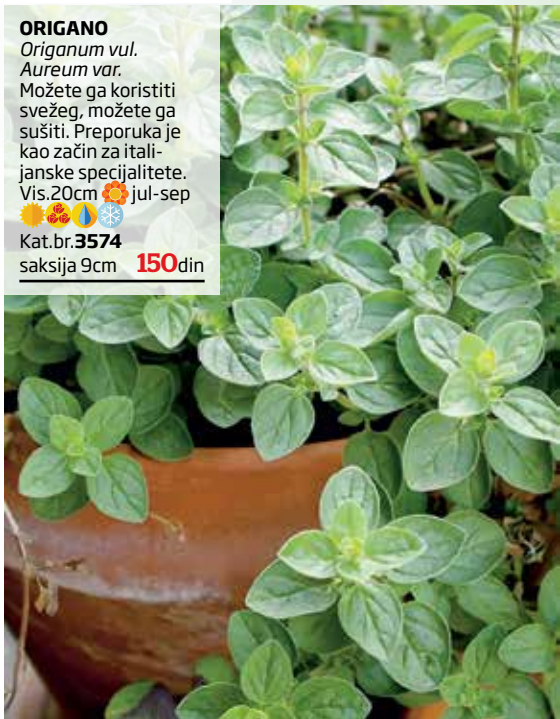 ORIGANO
Origanum vul.
Aureum var.
Možete ga koristiti
svežeg, možete ga
sušiti. Preporuka je
kao začin za itali-
janske specijalitete.
Vis.20cm jul-sep
Kat.br.3574
saksija 9cm 150din